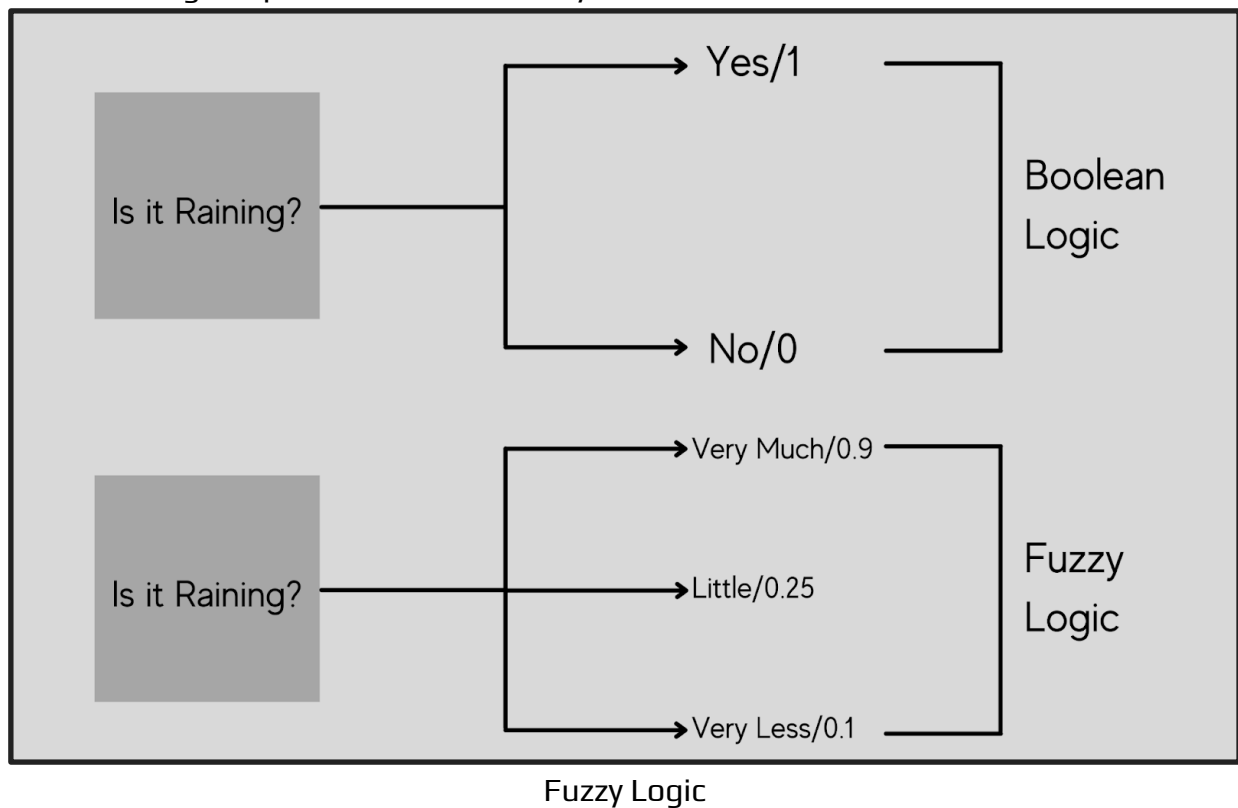 Is it Raining?
Yes/1
No/0
Boolean
Logic
Is it Raining?
Very Much/0.9
Little/0.25
Very Less/0.1
Fuzzy
Logic
Fuzzy Logic